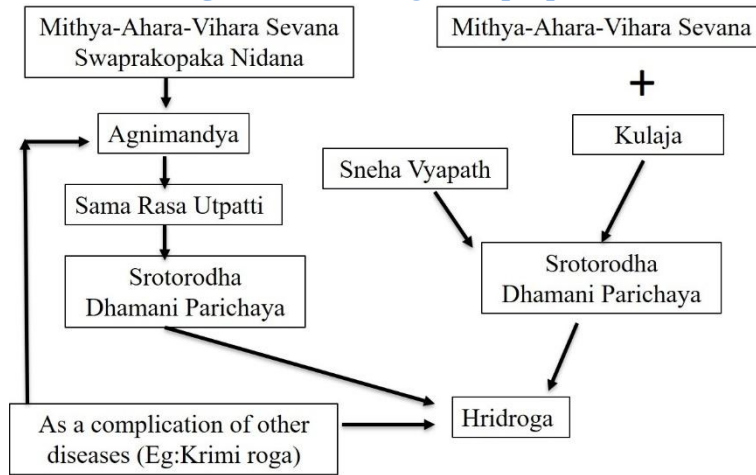 Mithya-Ahara-Vihara Sevana
Swaprakopaka Nidana
Agnimandya
Sama Rasa Utpatti
Srotorodha
Dhamani Parichaya
As a complication of other
diseases (Eg:Krimi roga)
Mithya-Ahara-Vihara Sevana
+
Kulaja
Sneha Vyapath
Srotorodha
Dhamani Parichaya
Hridroga